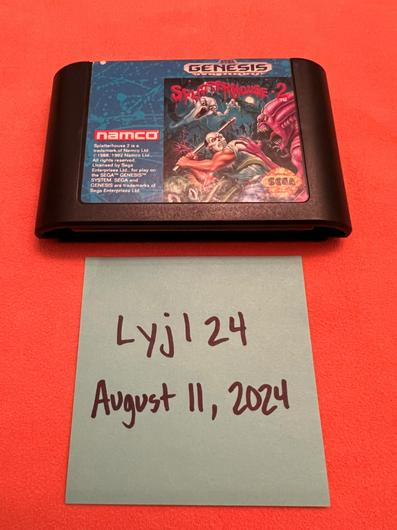 SEGA
GENESIS
SPLATTERHOUSE 2
namco
Splatterhouse 2 is a
trademark of Namco Ltd.
© 1988, 1992 Namco Ltd.
All rights reserved.
Licensed by Sega
Enterprises Ltd. for play on
the SEGA™ GENESIS™
SYSTEM. SEGA and
GENESIS are trademarks of
Sega Enterprises Ltd.
SEGA
Lyj124
August 11, 2024